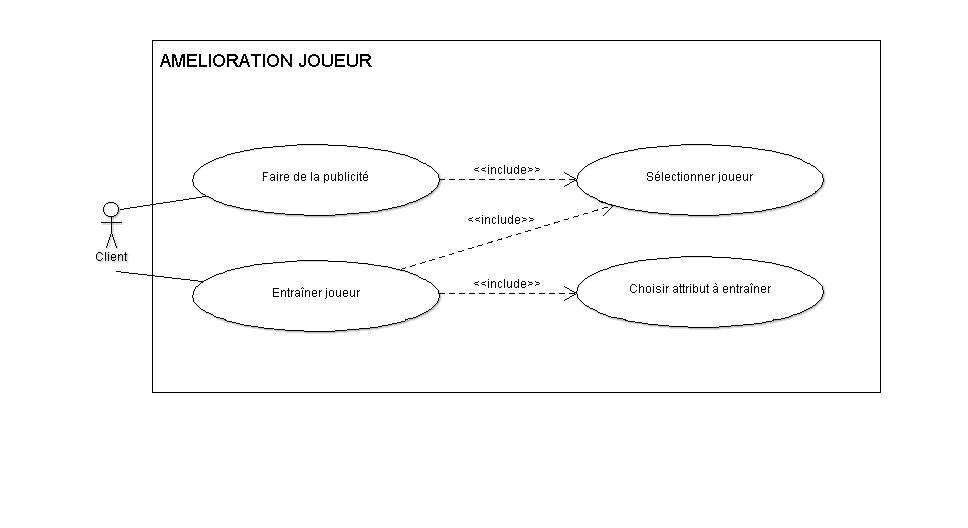 AMELIORATION JOUEUR
Faire de la publicité
<<include>>
Sélectionner joueur
<<include>>
Client
Entraîner joueur
<<include>>
Choisir attribut à entraîner